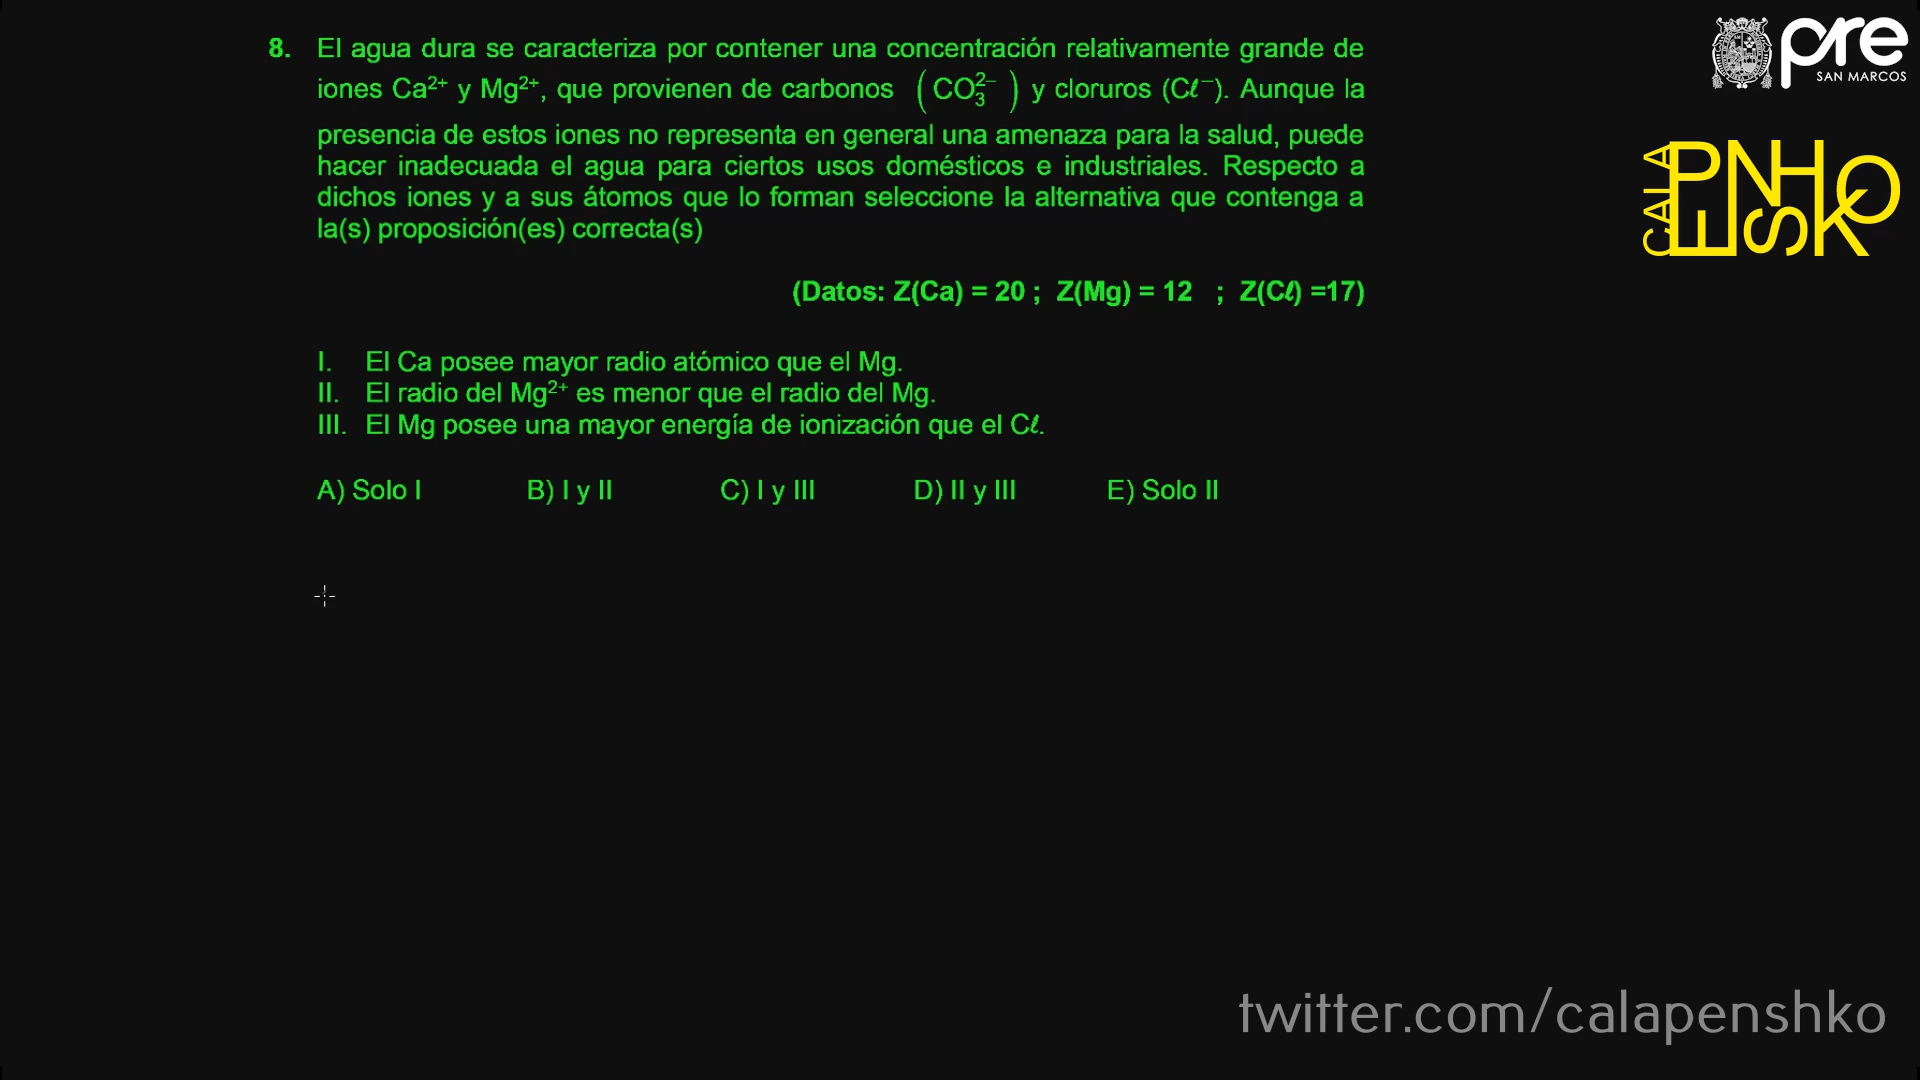 8. El agua dura se caracteriza por contener una concentración relativamente grande de
iones Ca²⁺ y Mg²⁺, que provienen de carbonos (CO₃²⁻) y cloruros (Cℓ⁻). Aunque la
presencia de estos iones no representa en general una amenaza para la salud, puede
hacer inadecuada el agua para ciertos usos domésticos e industriales. Respecto a
dichos iones y a sus átomos que lo forman seleccione la alternativa que contenga a
la(s) proposición(es) correcta(s)
(Datos: Z(Ca) = 20 ; Z(Mg) = 12 ; Z(Cℓ) =17)
I. El Ca posee mayor radio atómico que el Mg.
II. El radio del Mg²⁺ es menor que el radio del Mg.
III. El Mg posee una mayor energía de ionización que el Cℓ.
A) Solo I B) I y II C) I y III D) II y III E) Solo II
pre
SAN MARCOS
CALA
PENSHKO
twitter.com/calapenshko